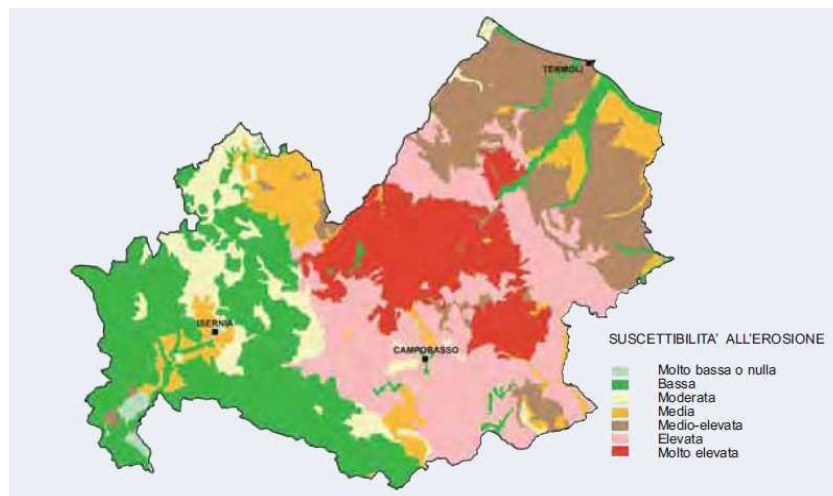 TERMOLI
ISERNIA
CAMPOBASSO
SUSCETTIBILITA' ALL'EROSIONE
Molto bassa o nulla
Bassa
Moderata
Media
Medio-elevata
Elevata
Molto elevata